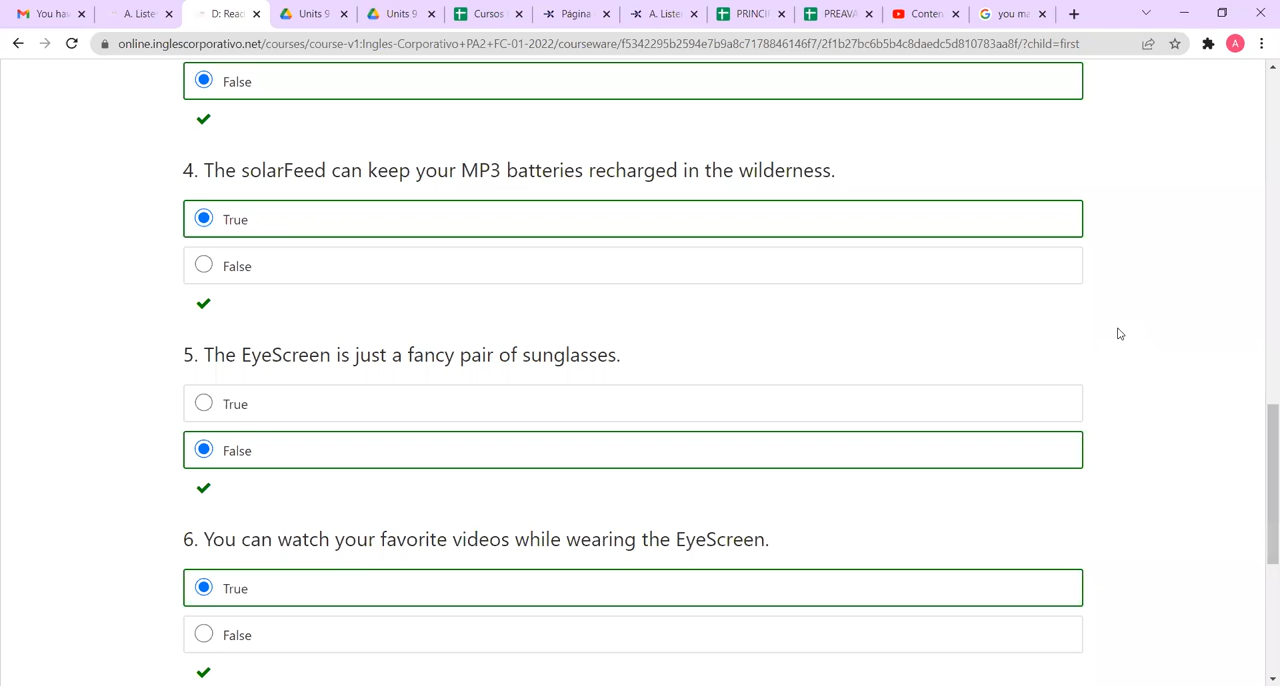 You ha
A. Liste
D: Read
Units 9
Units 9
Cursos
Página
A. Liste
PRINCI
PREAVA
Conten
you ma
online.inglescorporativo.net/courses/course-v1:Ingles-Corporativo+PA2+FC-01-2022/courseware/f5342295b2594e7b9a8c7178846146f7/2f1b27bc6b5b4c8daedc5d810783aa8f/?child=first
A
False
4. The solarFeed can keep your MP3 batteries recharged in the wilderness.
True
False
5. The EyeScreen is just a fancy pair of sunglasses.
True
False
6. You can watch your favorite videos while wearing the EyeScreen.
True
False